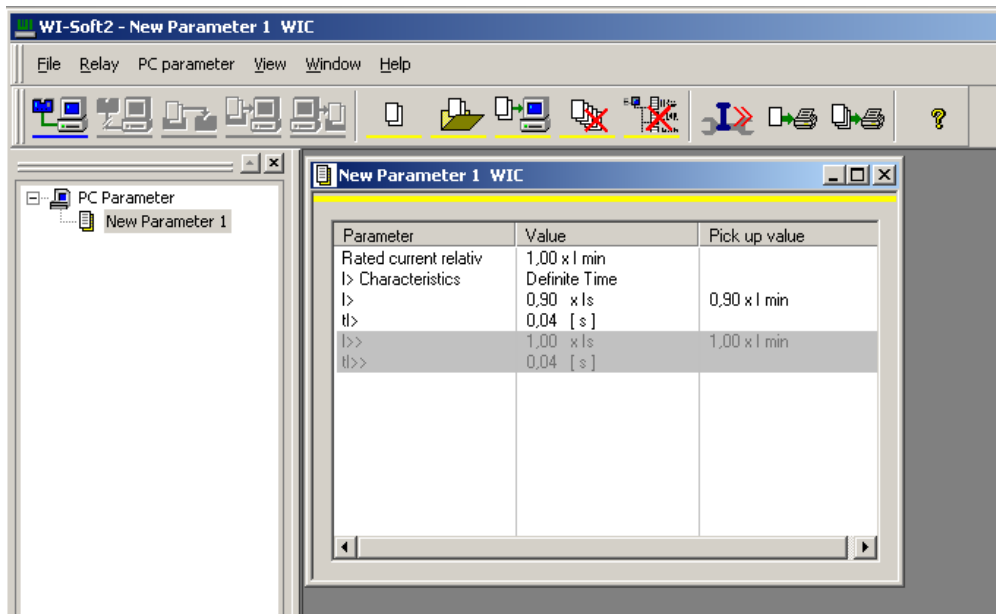 WI-Soft2 - New Parameter 1 WIC
File Relay PC parameter View Window Help
?
PC Parameter
New Parameter 1
New Parameter 1 WIC
Parameter Value Pick up value
Rated current relativ 1,00 x I min
I> Characteristics Definite Time
I> 0,90 x Is 0,90 x I min
tI> 0,04 [ s ]
I>> 1,00 x Is 1,00 x I min
tI>> 0,04 [ s ]